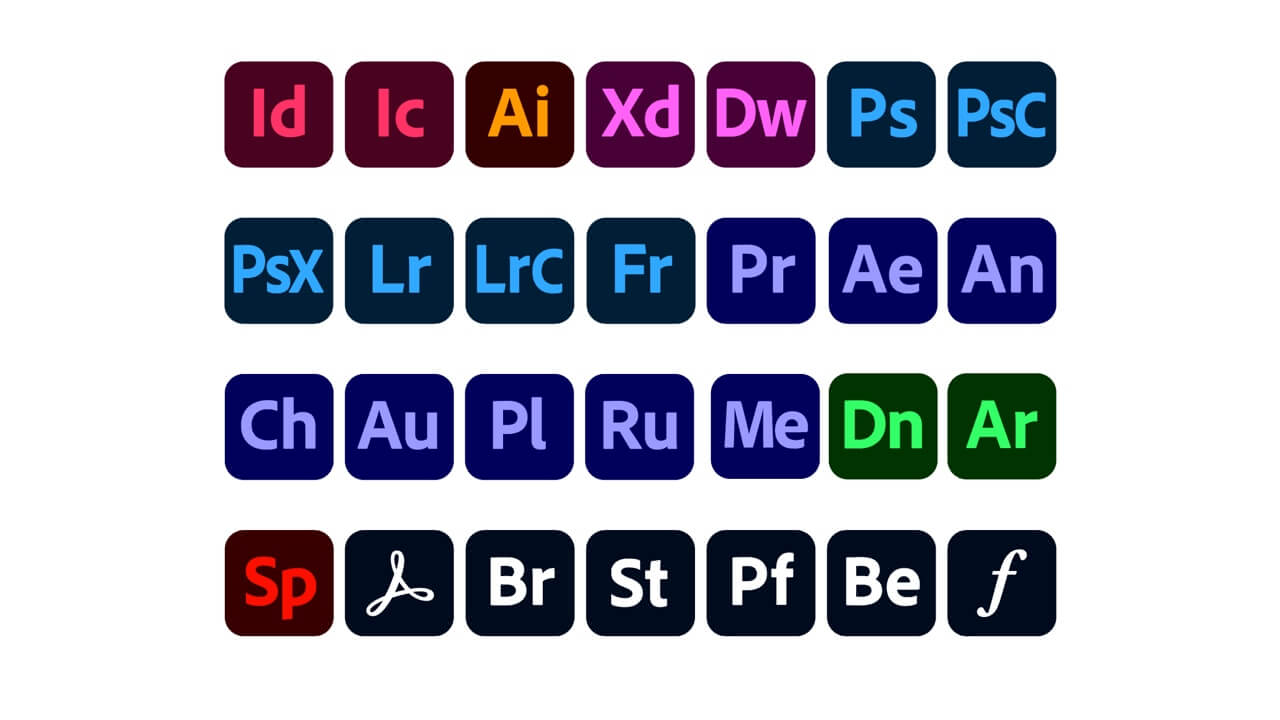 Id Ic Ai Xd Dw Ps PsC
PsX Lr LrC Fr Pr Ae An
Ch Au Pl Ru Me Dn Ar
Sp Br St Pf Be f